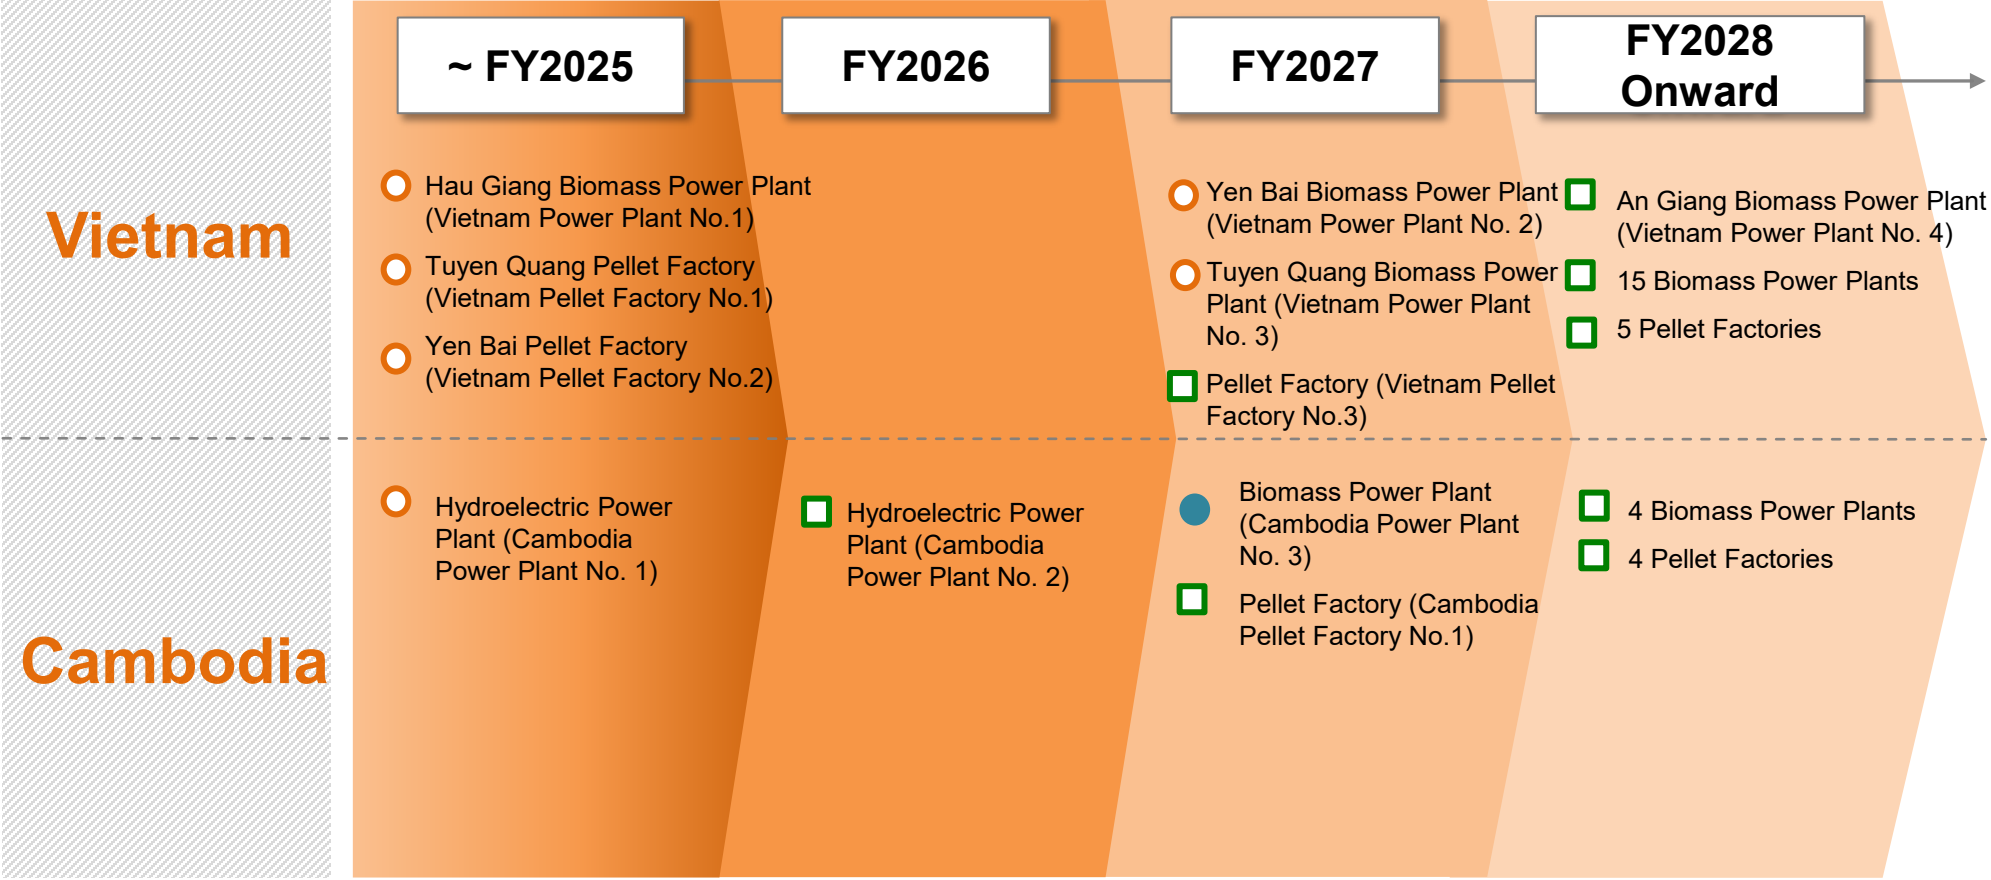 ~ FY2025
FY2026
FY2027
FY2028
Onward
Vietnam
Hau Giang Biomass Power Plant
(Vietnam Power Plant No.1)
Tuyen Quang Pellet Factory
(Vietnam Pellet Factory No.1)
Yen Bai Pellet Factory
(Vietnam Pellet Factory No.2)
Yen Bai Biomass Power Plant
(Vietnam Power Plant No. 2)
Tuyen Quang Biomass Power
Plant (Vietnam Power Plant
No. 3)
Pellet Factory (Vietnam Pellet
Factory No.3)
An Giang Biomass Power Plant
(Vietnam Power Plant No. 4)
15 Biomass Power Plants
5 Pellet Factories
Cambodia
Hydroelectric Power
Plant (Cambodia
Power Plant No. 1)
Hydroelectric Power
Plant (Cambodia
Power Plant No. 2)
Biomass Power Plant
(Cambodia Power Plant
No. 3)
Pellet Factory (Cambodia
Pellet Factory No.1)
4 Biomass Power Plants
4 Pellet Factories